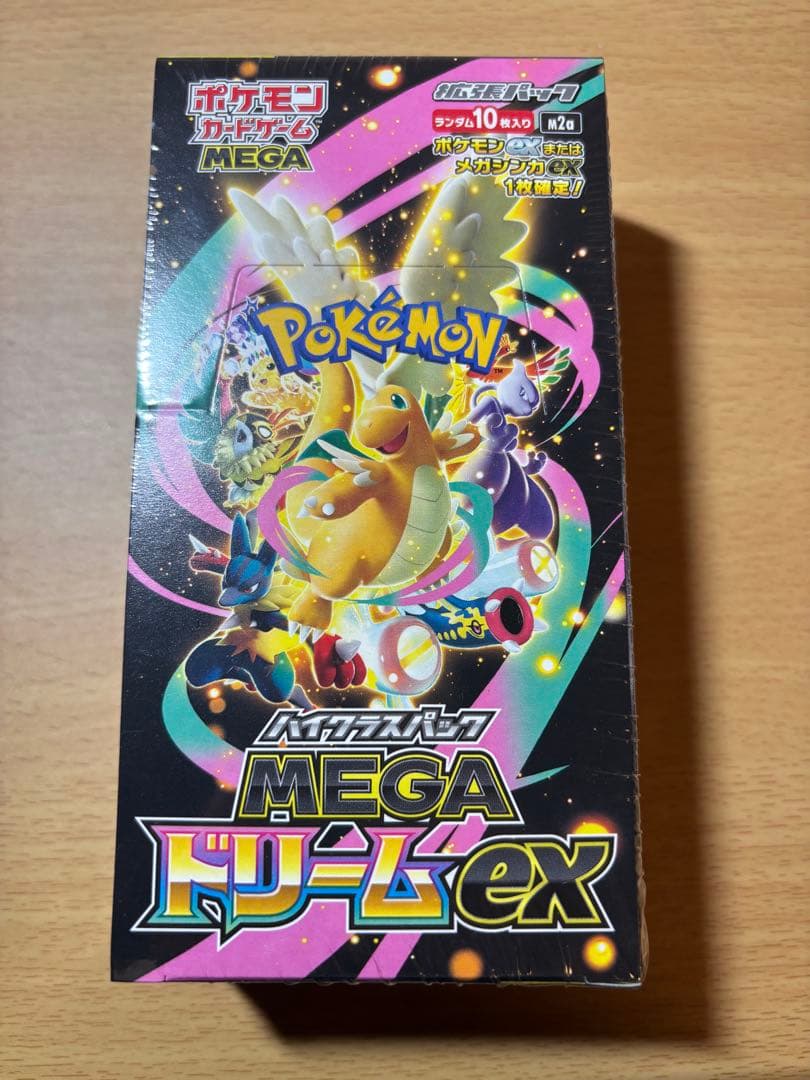 ポケモン
カードゲーム
MEGA
拡張パック
ランダム10枚入り M2a
ポケモンexまたは
メガシンカex
1枚確定!
POKéMON
TM
ハイクラスパック
MEGA
ドリームex